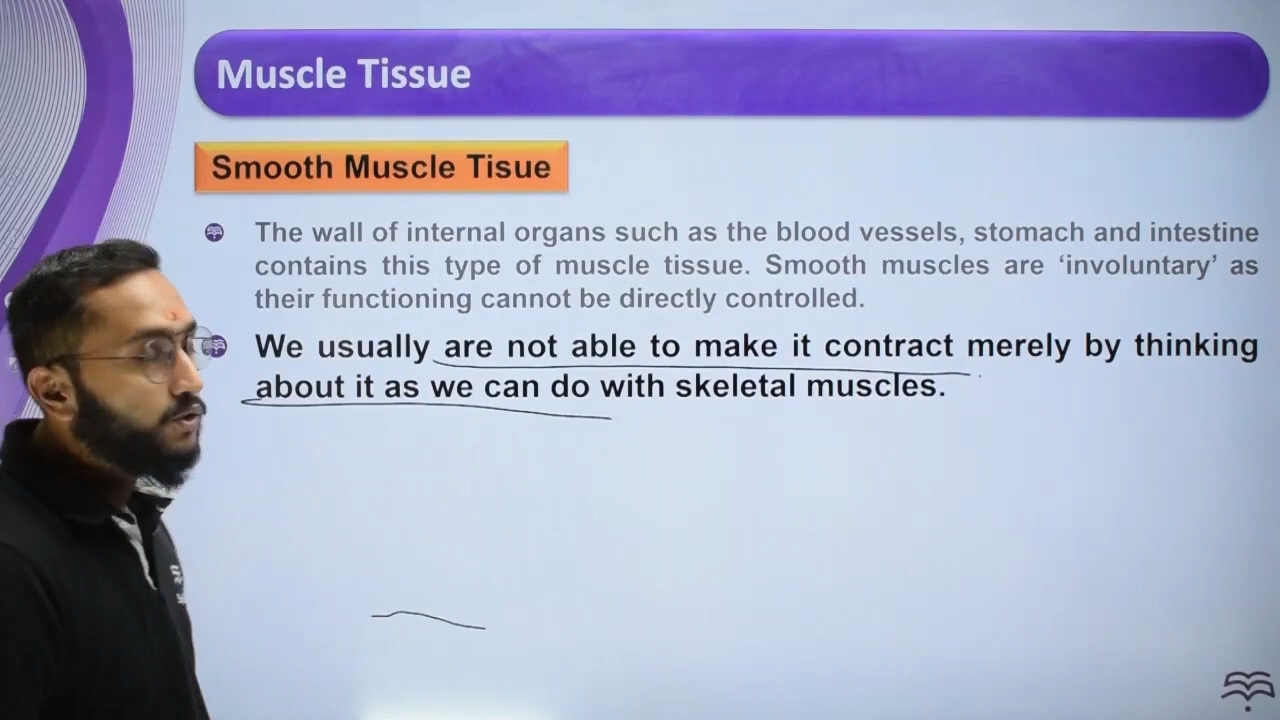 Muscle Tissue
Smooth Muscle Tisue
The wall of internal organs such as the blood vessels, stomach and intestine
contains this type of muscle tissue. Smooth muscles are ‘involuntary’ as
their functioning cannot be directly controlled.
We usually are not able to make it contract merely by thinking
about it as we can do with skeletal muscles.